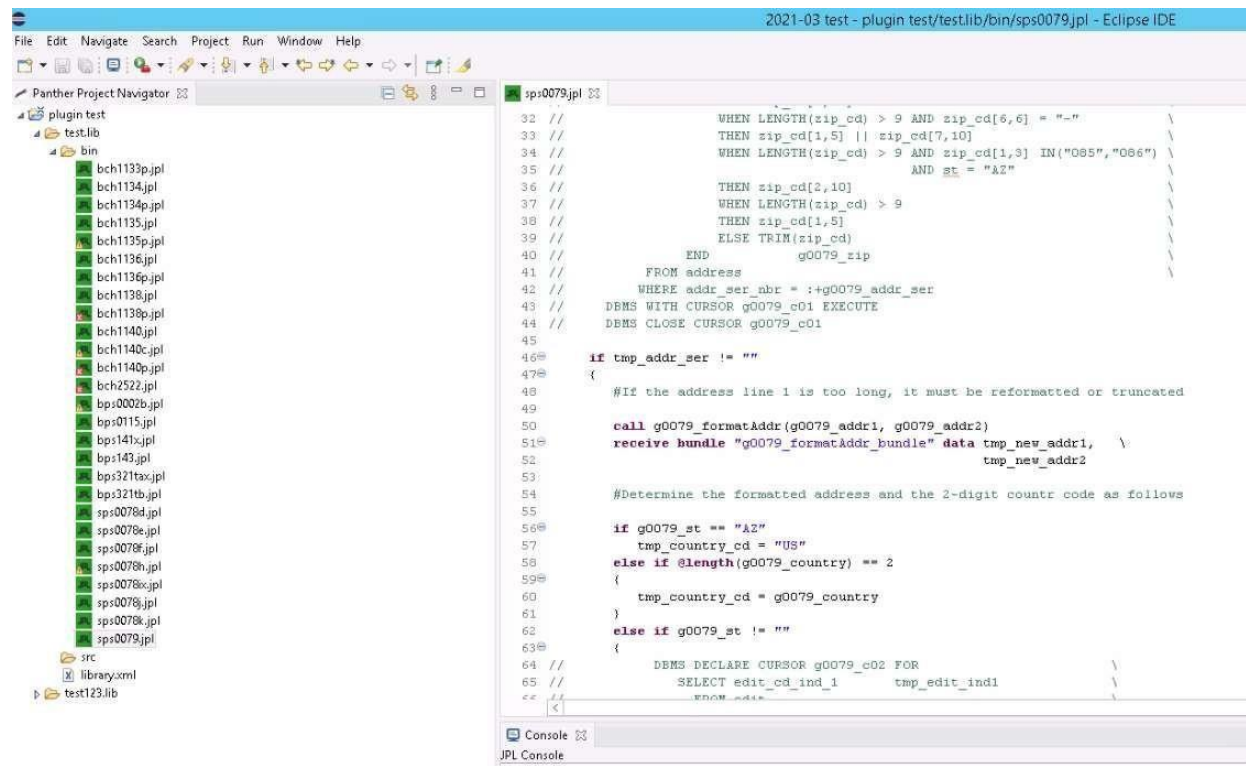 2021-03 test - plugin test/test.lib/bin/sps0079.jpl - Eclipse IDE
File Edit Navigate Search Project Run Window Help
Panther Project Navigator
plugin test
test.lib
bin
bch1133p.jpl
bch1134.jpl
bch1134p.jpl
bch1135.jpl
bch1135p.jpl
bch1136.jpl
bch1136p.jpl
bch1138.jpl
bch1138p.jpl
bch1140.jpl
bch1140c.jpl
bch1140p.jpl
bch2522.jpl
bps0002b.jpl
bps0115.jpl
bps141x.jpl
bps143.jpl
bps321tax.jpl
bps321tb.jpl
sps0078d.jpl
sps0078e.jpl
sps0078f.jpl
sps0078h.jpl
sps0078ix.jpl
sps0078j.jpl
sps0078k.jpl
sps0079.jpl
src
library.xml
test123.lib
sps0079.jpl
32 // WHEN LENGTH(zip_cd) > 9 AND zip_cd[6,6] = "-" \
33 // THEN zip_cd[1,5] || zip_cd[7,10] \
34 // WHEN LENGTH(zip_cd) > 9 AND zip_cd[1,3] IN("085","086") \
35 // AND st = "AZ" \
36 // THEN zip_cd[2,10] \
37 // WHEN LENGTH(zip_cd) > 9 \
38 // THEN zip_cd[1,5] \
39 // ELSE TRIM(zip_cd) \
40 // END g0079_zip \
41 // FROM address \
42 // WHERE addr_ser_nbr = :+g0079_addr_ser
43 // DBMS WITH CURSOR g0079_c01 EXECUTE
44 // DBMS CLOSE CURSOR g0079_c01
45
46 if tmp_addr_ser != ""
47 {
48 #If the address line 1 is too long, it must be reformatted or truncated
49
50 call g0079_formatAddr(g0079_addr1, g0079_addr2)
51 receive bundle "g0079_formatAddr_bundle" data tmp_new_addr1, \
52 tmp_new_addr2
53
54 #Determine the formatted address and the 2-digit countr code as follows
55
56 if g0079_st == "AZ"
57 tmp_country_cd = "US"
58 else if @length(g0079_country) == 2
59 {
60 tmp_country_cd = g0079_country
61 }
62 else if g0079_st != ""
63 {
64 // DBMS DECLARE CURSOR g0079_c02 FOR \
65 // SELECT edit_cd_ind_1 tmp_edit_ind1 \
Console
JPL Console